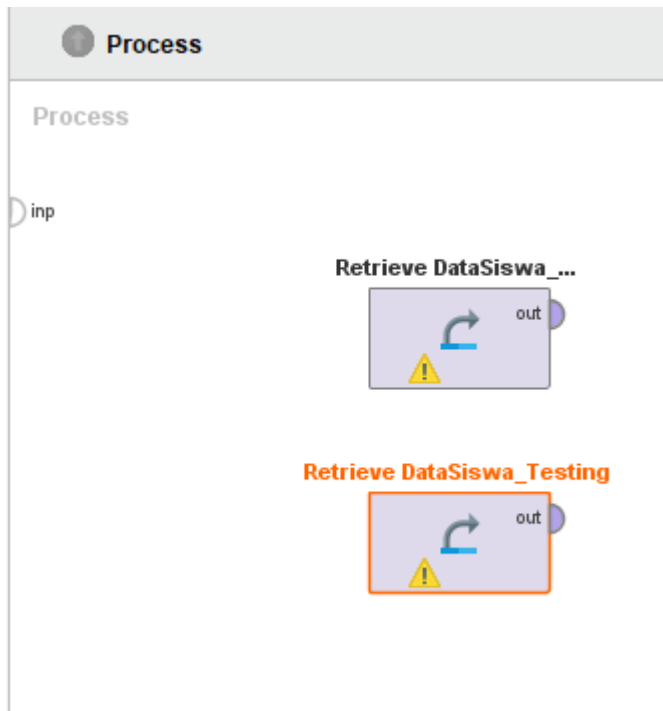 Process
Process
inp
Retrieve DataSiswa_...
out
Retrieve DataSiswa_Testing
out